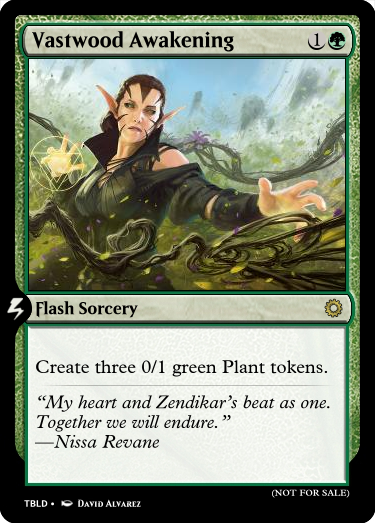 Vastwood Awakening 1
Flash Sorcery
Create three 0/1 green Plant tokens.
“My heart and Zendikar’s beat as one.
Together we will endure.”
—Nissa Revane
(NOT FOR SALE)
TBLD • David Alvarez